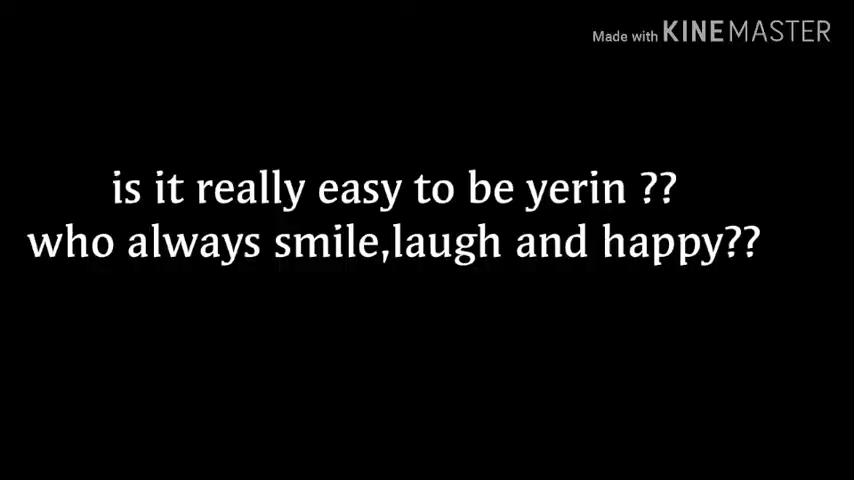 Made with KINEMASTER
is it really easy to be yerin ??
who always smile,laugh and happy??